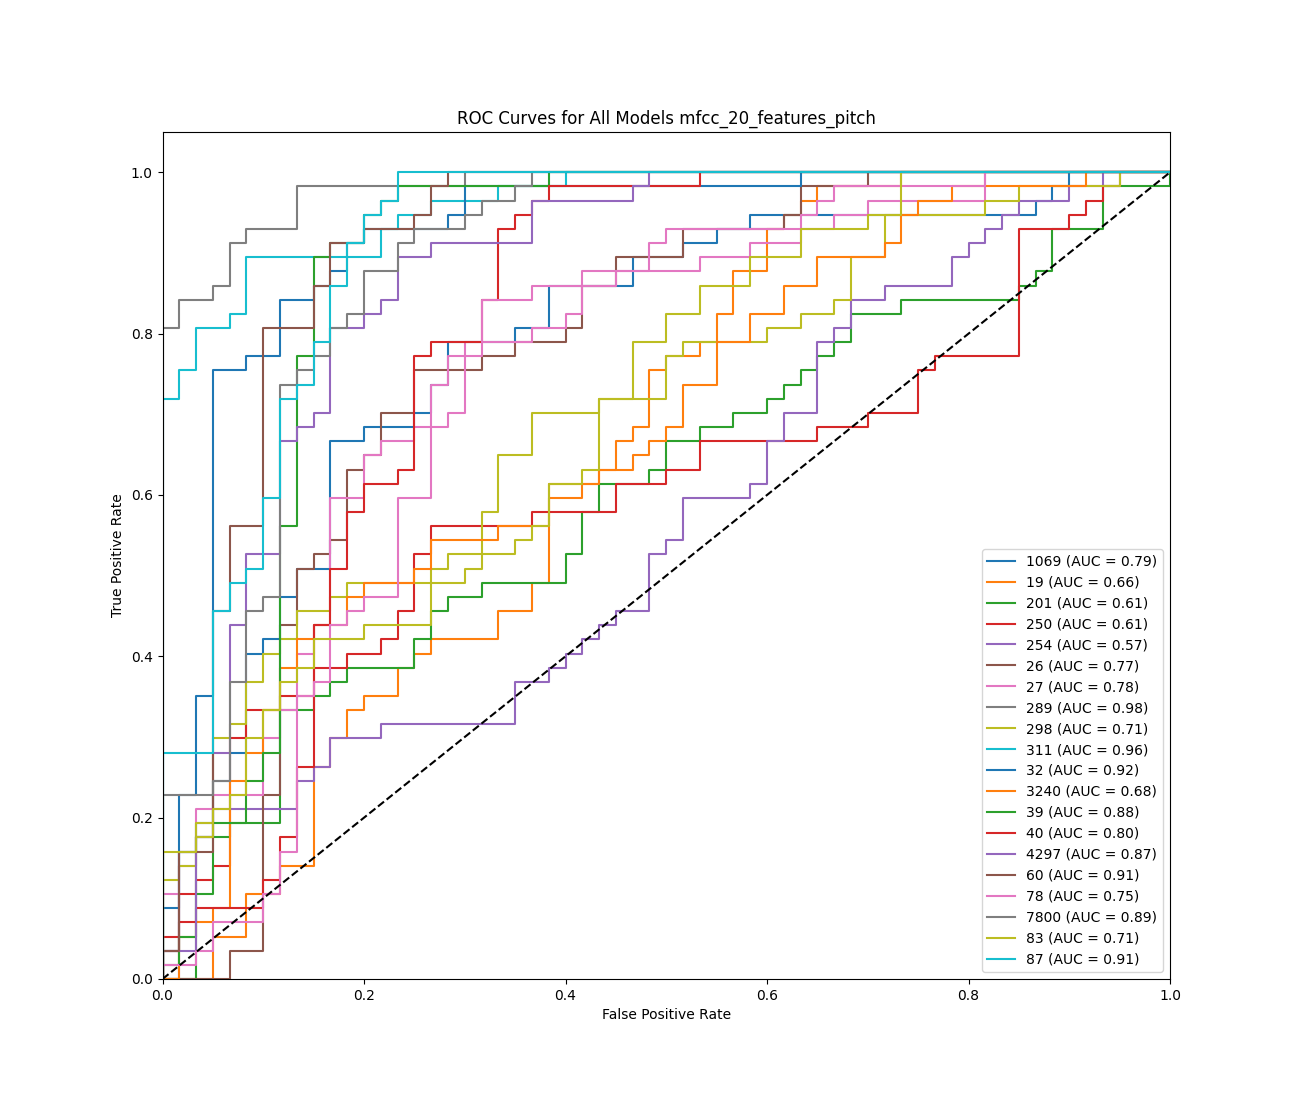 ROC Curves for All Models mfcc_20_features_pitch
True Positive Rate
1.0
0.8
0.6
0.4
0.2
0.0
0.0 0.2 0.4 0.6 0.8 1.0
False Positive Rate
1069 (AUC = 0.79)
19 (AUC = 0.66)
201 (AUC = 0.61)
250 (AUC = 0.61)
254 (AUC = 0.57)
26 (AUC = 0.77)
27 (AUC = 0.78)
289 (AUC = 0.98)
298 (AUC = 0.71)
311 (AUC = 0.96)
32 (AUC = 0.92)
3240 (AUC = 0.68)
39 (AUC = 0.88)
40 (AUC = 0.80)
4297 (AUC = 0.87)
60 (AUC = 0.91)
78 (AUC = 0.75)
7800 (AUC = 0.89)
83 (AUC = 0.71)
87 (AUC = 0.91)